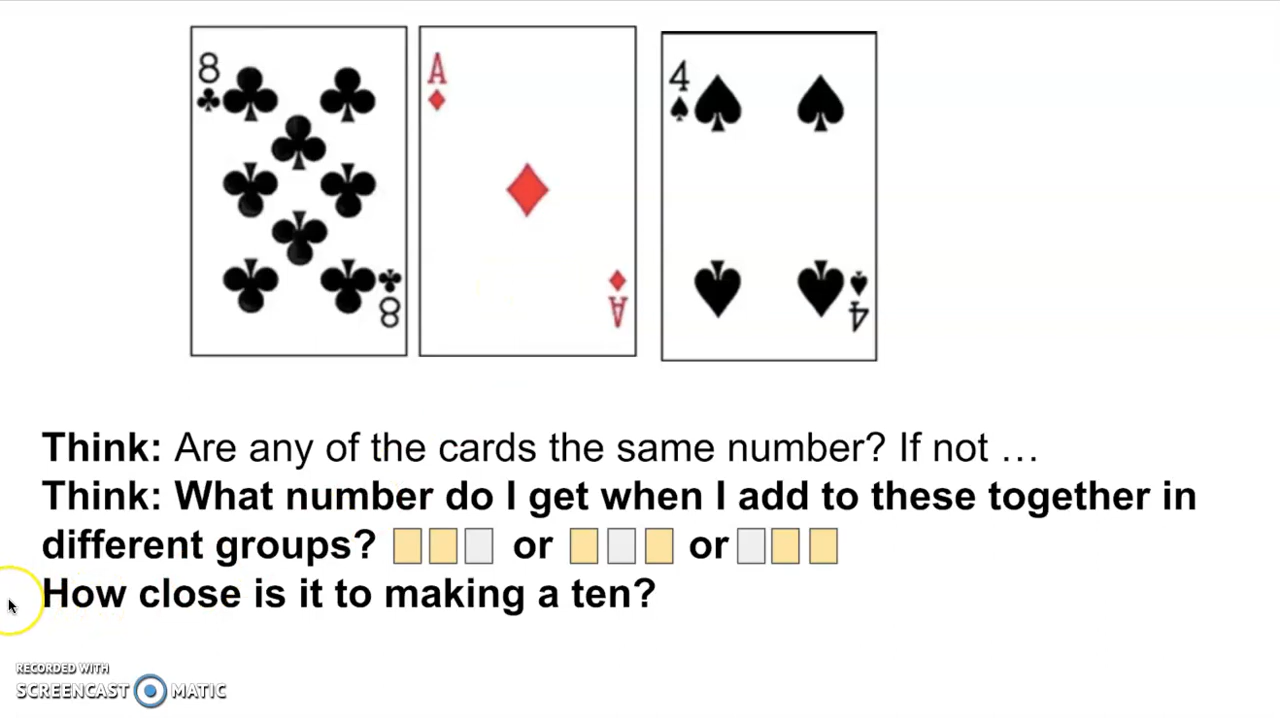 8
A
4
8
A
4
Think: Are any of the cards the same number? If not …
Think: What number do I get when I add to these together in
different groups? or or
How close is it to making a ten?
RECORDED WITH
SCREENCAST MATIC